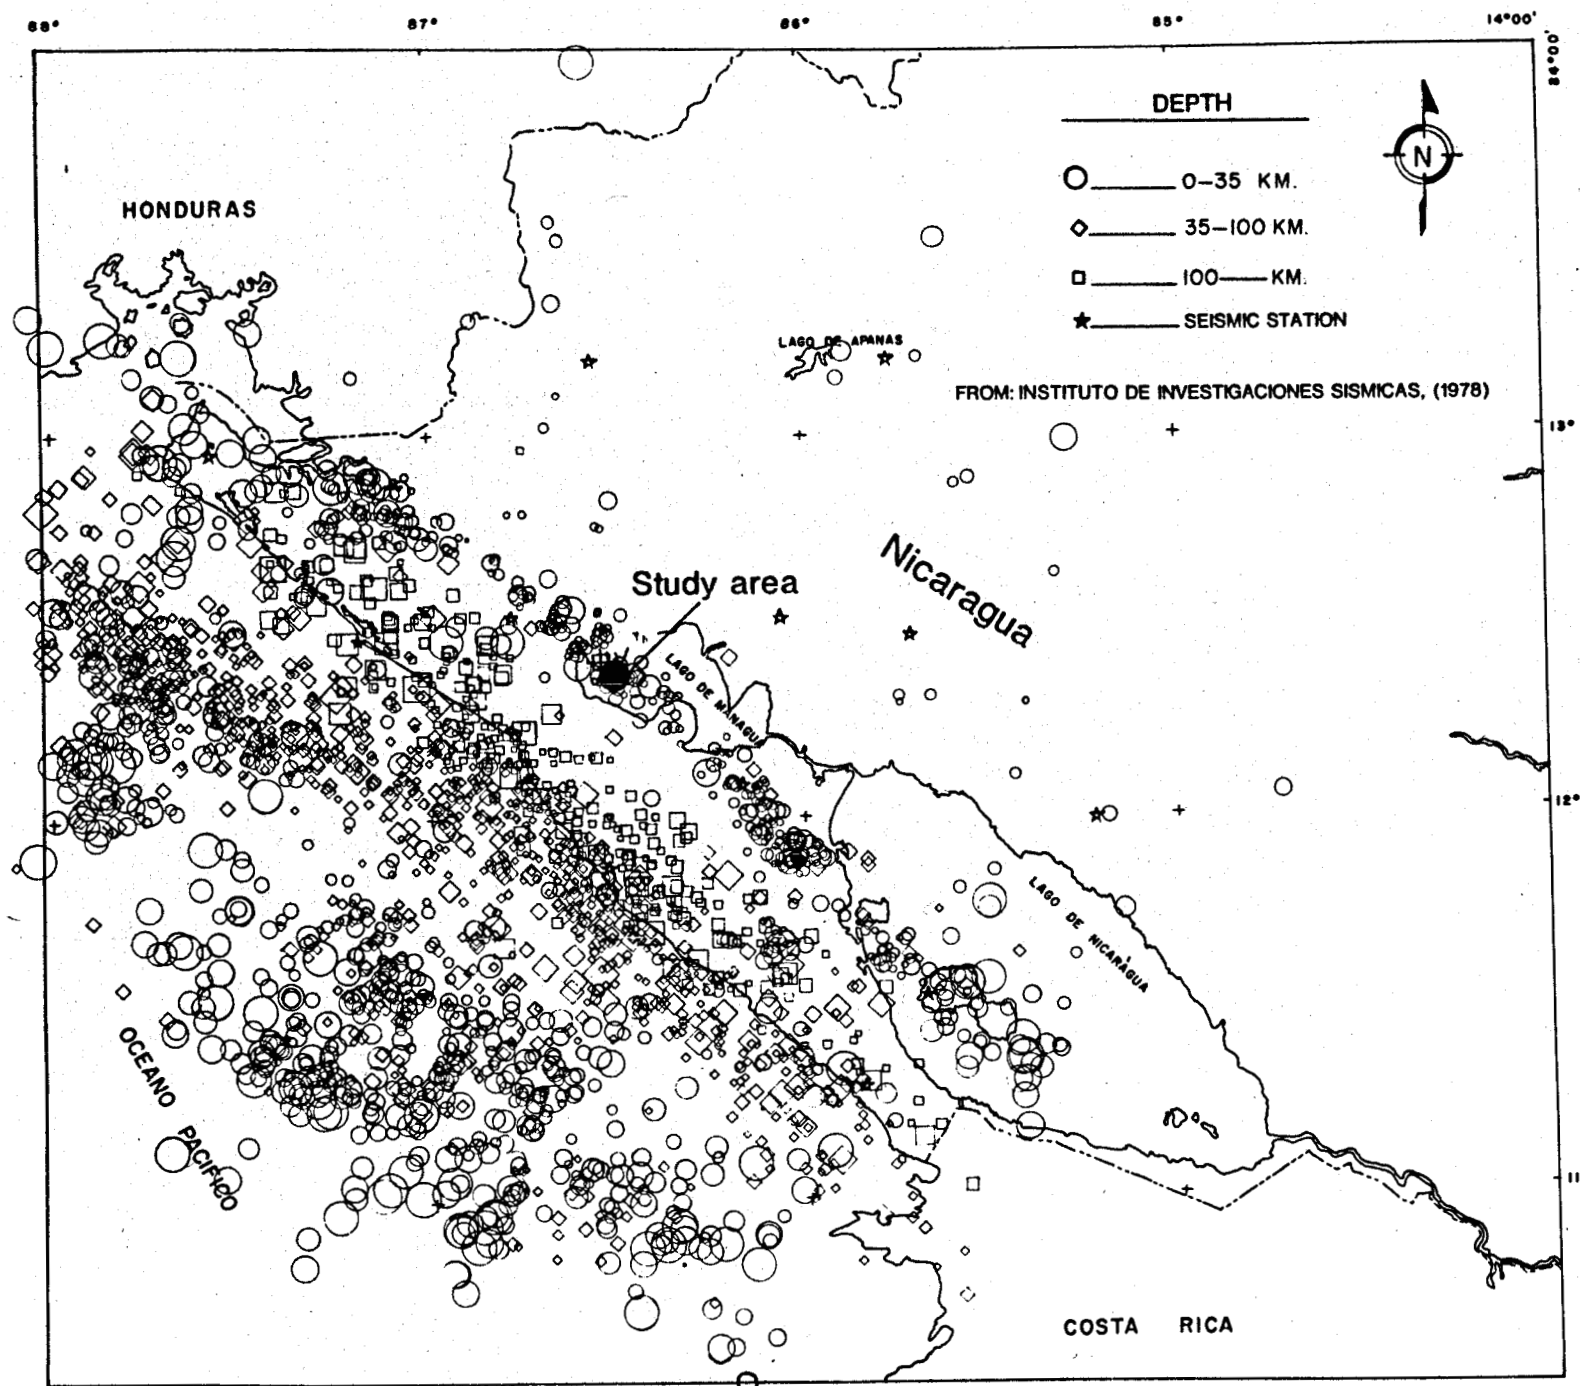 88°
87°
86°
85°
14°00'
84°00'
DEPTH
0-35 KM.
35-100 KM.
100— KM.
SEISMIC STATION
N
HONDURAS
LAGO DE APANAS
FROM: INSTITUTO DE INVESTIGACIONES SISMICAS, (1978)
13°
Nicaragua
Study area
LAGO DE MANAGUA
12°
LAGO DE NICARAGUA
OCEANO PACIFICO
11
COSTA RICA